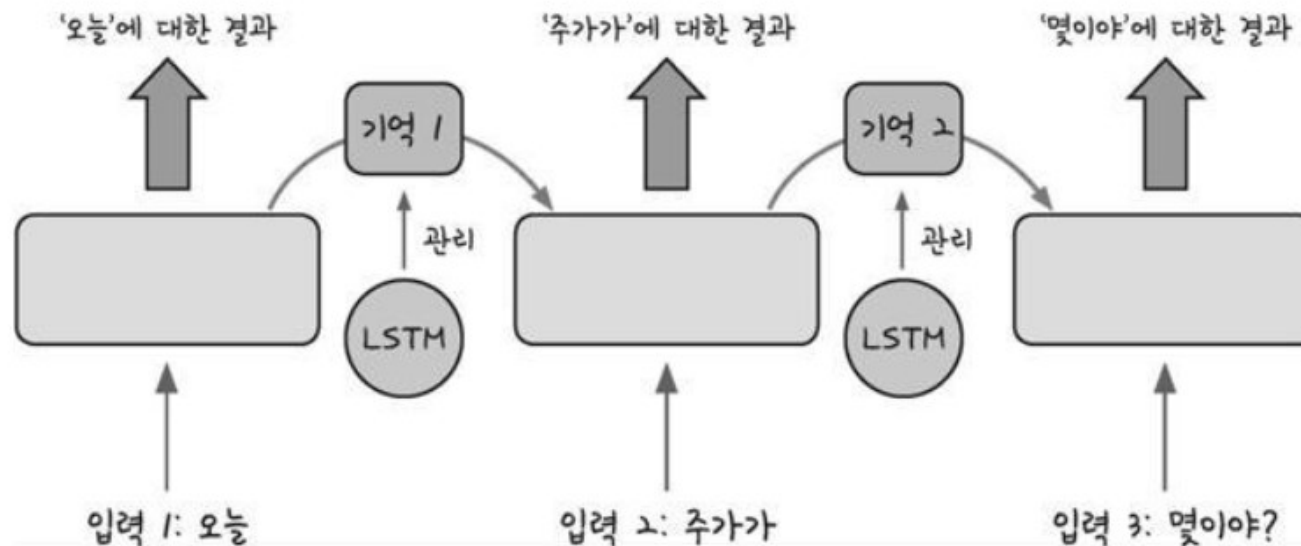 '오늘'에 대한 결과
'주가가'에 대한 결과
'몇이야'에 대한 결과
기억 1
기억 2
관리
관리
LSTM
LSTM
입력 1: 오늘
입력 2: 주가가
입력 3: 몇이야?